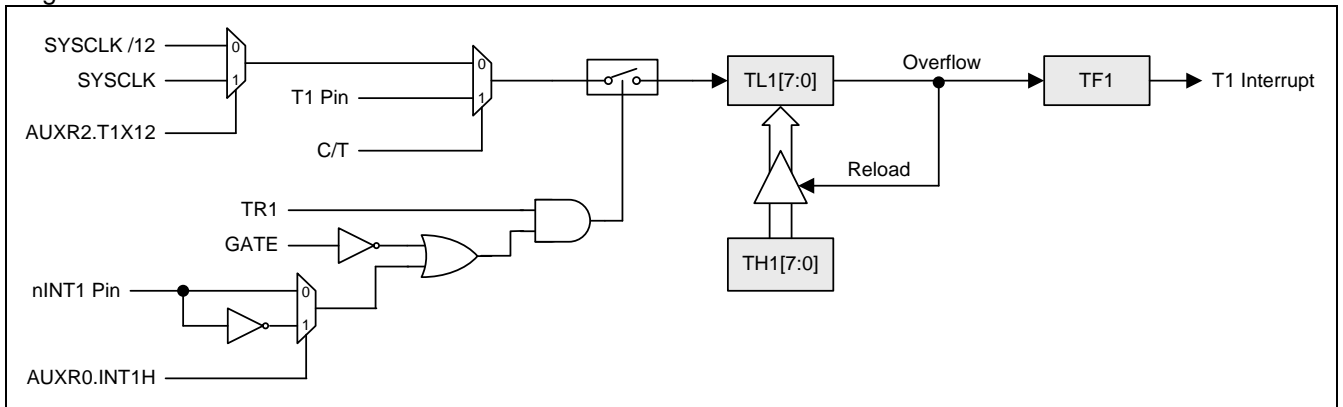 SYSCLK /12
0
SYSCLK
1
AUXR2.T1X12
0
T1 Pin
1
C/T
TL1[7:0]
Overflow
TF1
T1 Interrupt
Reload
TR1
GATE
TH1[7:0]
nINT1 Pin
0
1
AUXR0.INT1H